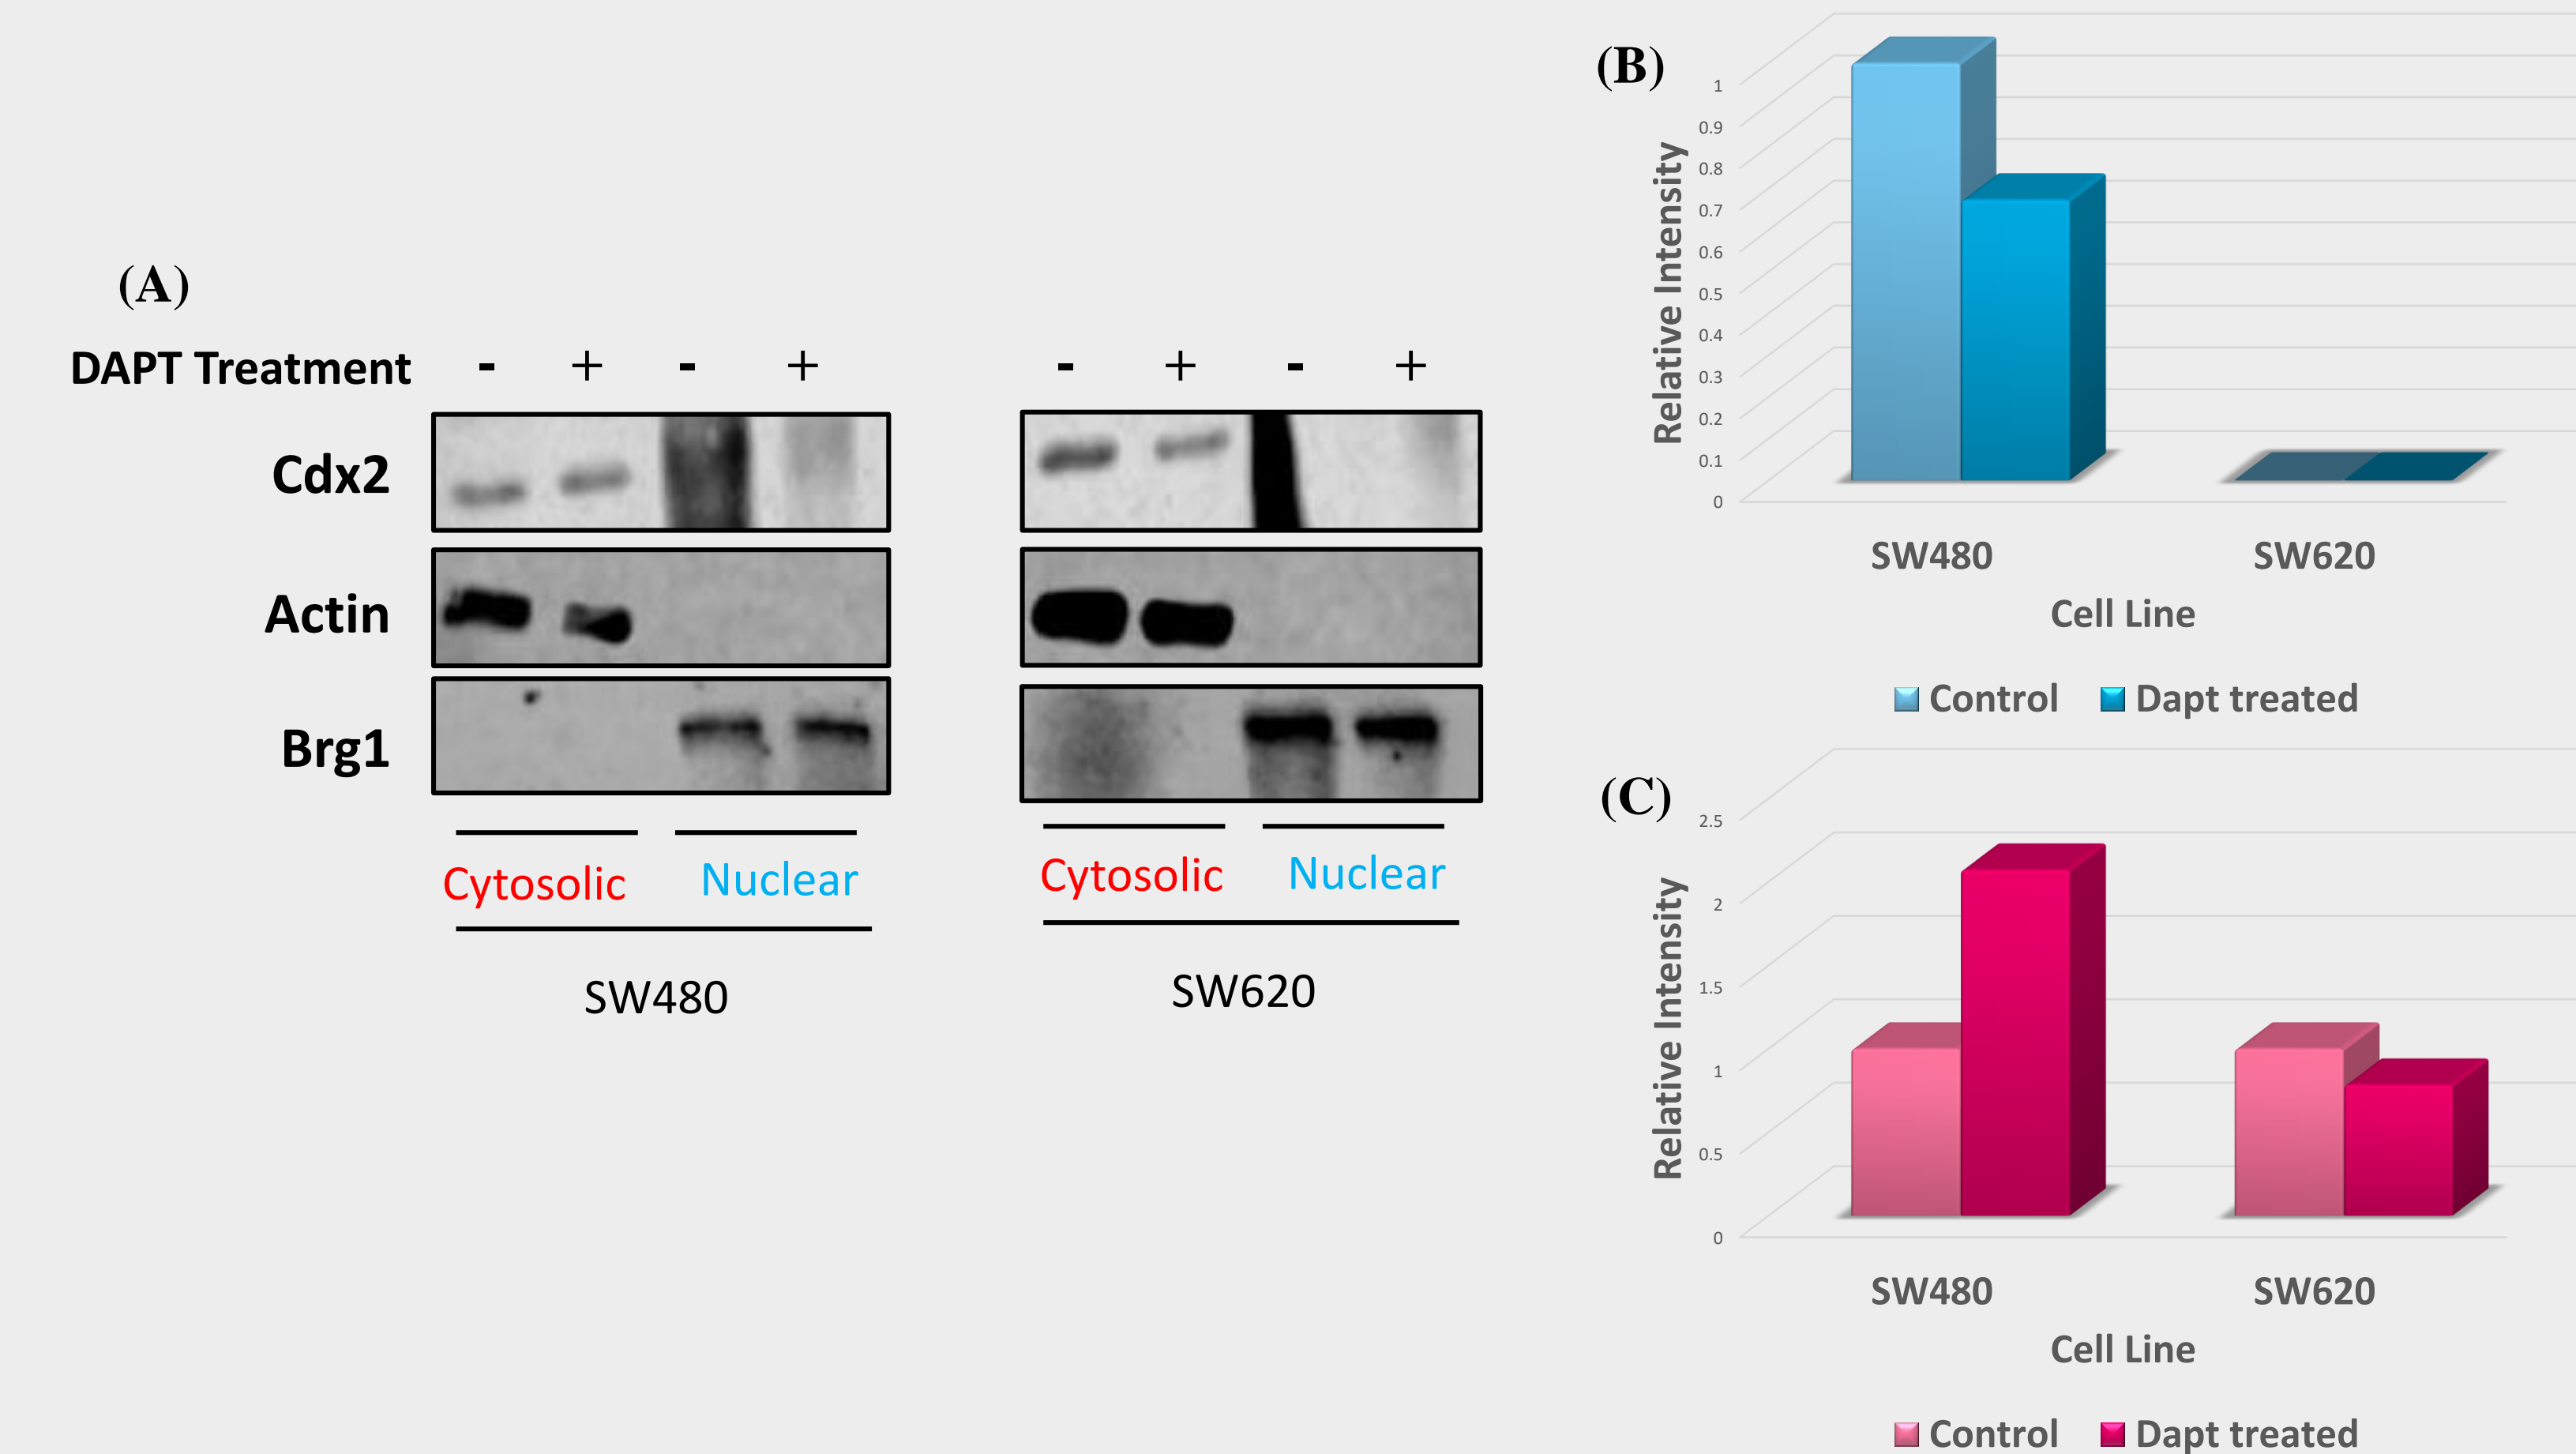 (A)
DAPT Treatment - + - + - + - +
Cdx2
Actin
Brg1
Cytosolic Nuclear Cytosolic Nuclear
SW480 SW620
(B)
Relative Intensity
1
0.9
0.8
0.7
0.6
0.5
0.4
0.3
0.2
0.1
0
SW480 SW620
Cell Line
Control Dapt treated
(C)
Relative Intensity
2.5
2
1.5
1
0.5
0
SW480 SW620
Cell Line
Control Dapt treated